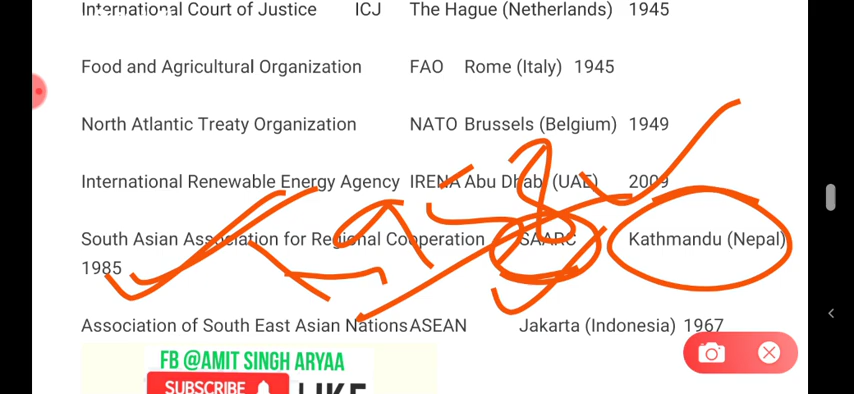 International Court of Justice ICJ The Hague (Netherlands) 1945
Food and Agricultural Organization FAO Rome (Italy) 1945
North Atlantic Treaty Organization NATO Brussels (Belgium) 1949
International Renewable Energy Agency IRENA Abu Dhabi (UAE) 2009
South Asian Association for Regional Cooperation SAARC Kathmandu (Nepal)
1985
Association of South East Asian Nations ASEAN Jakarta (Indonesia) 1967
FB @AMIT SINGH ARYAA
SUBSCRIBE LIKE